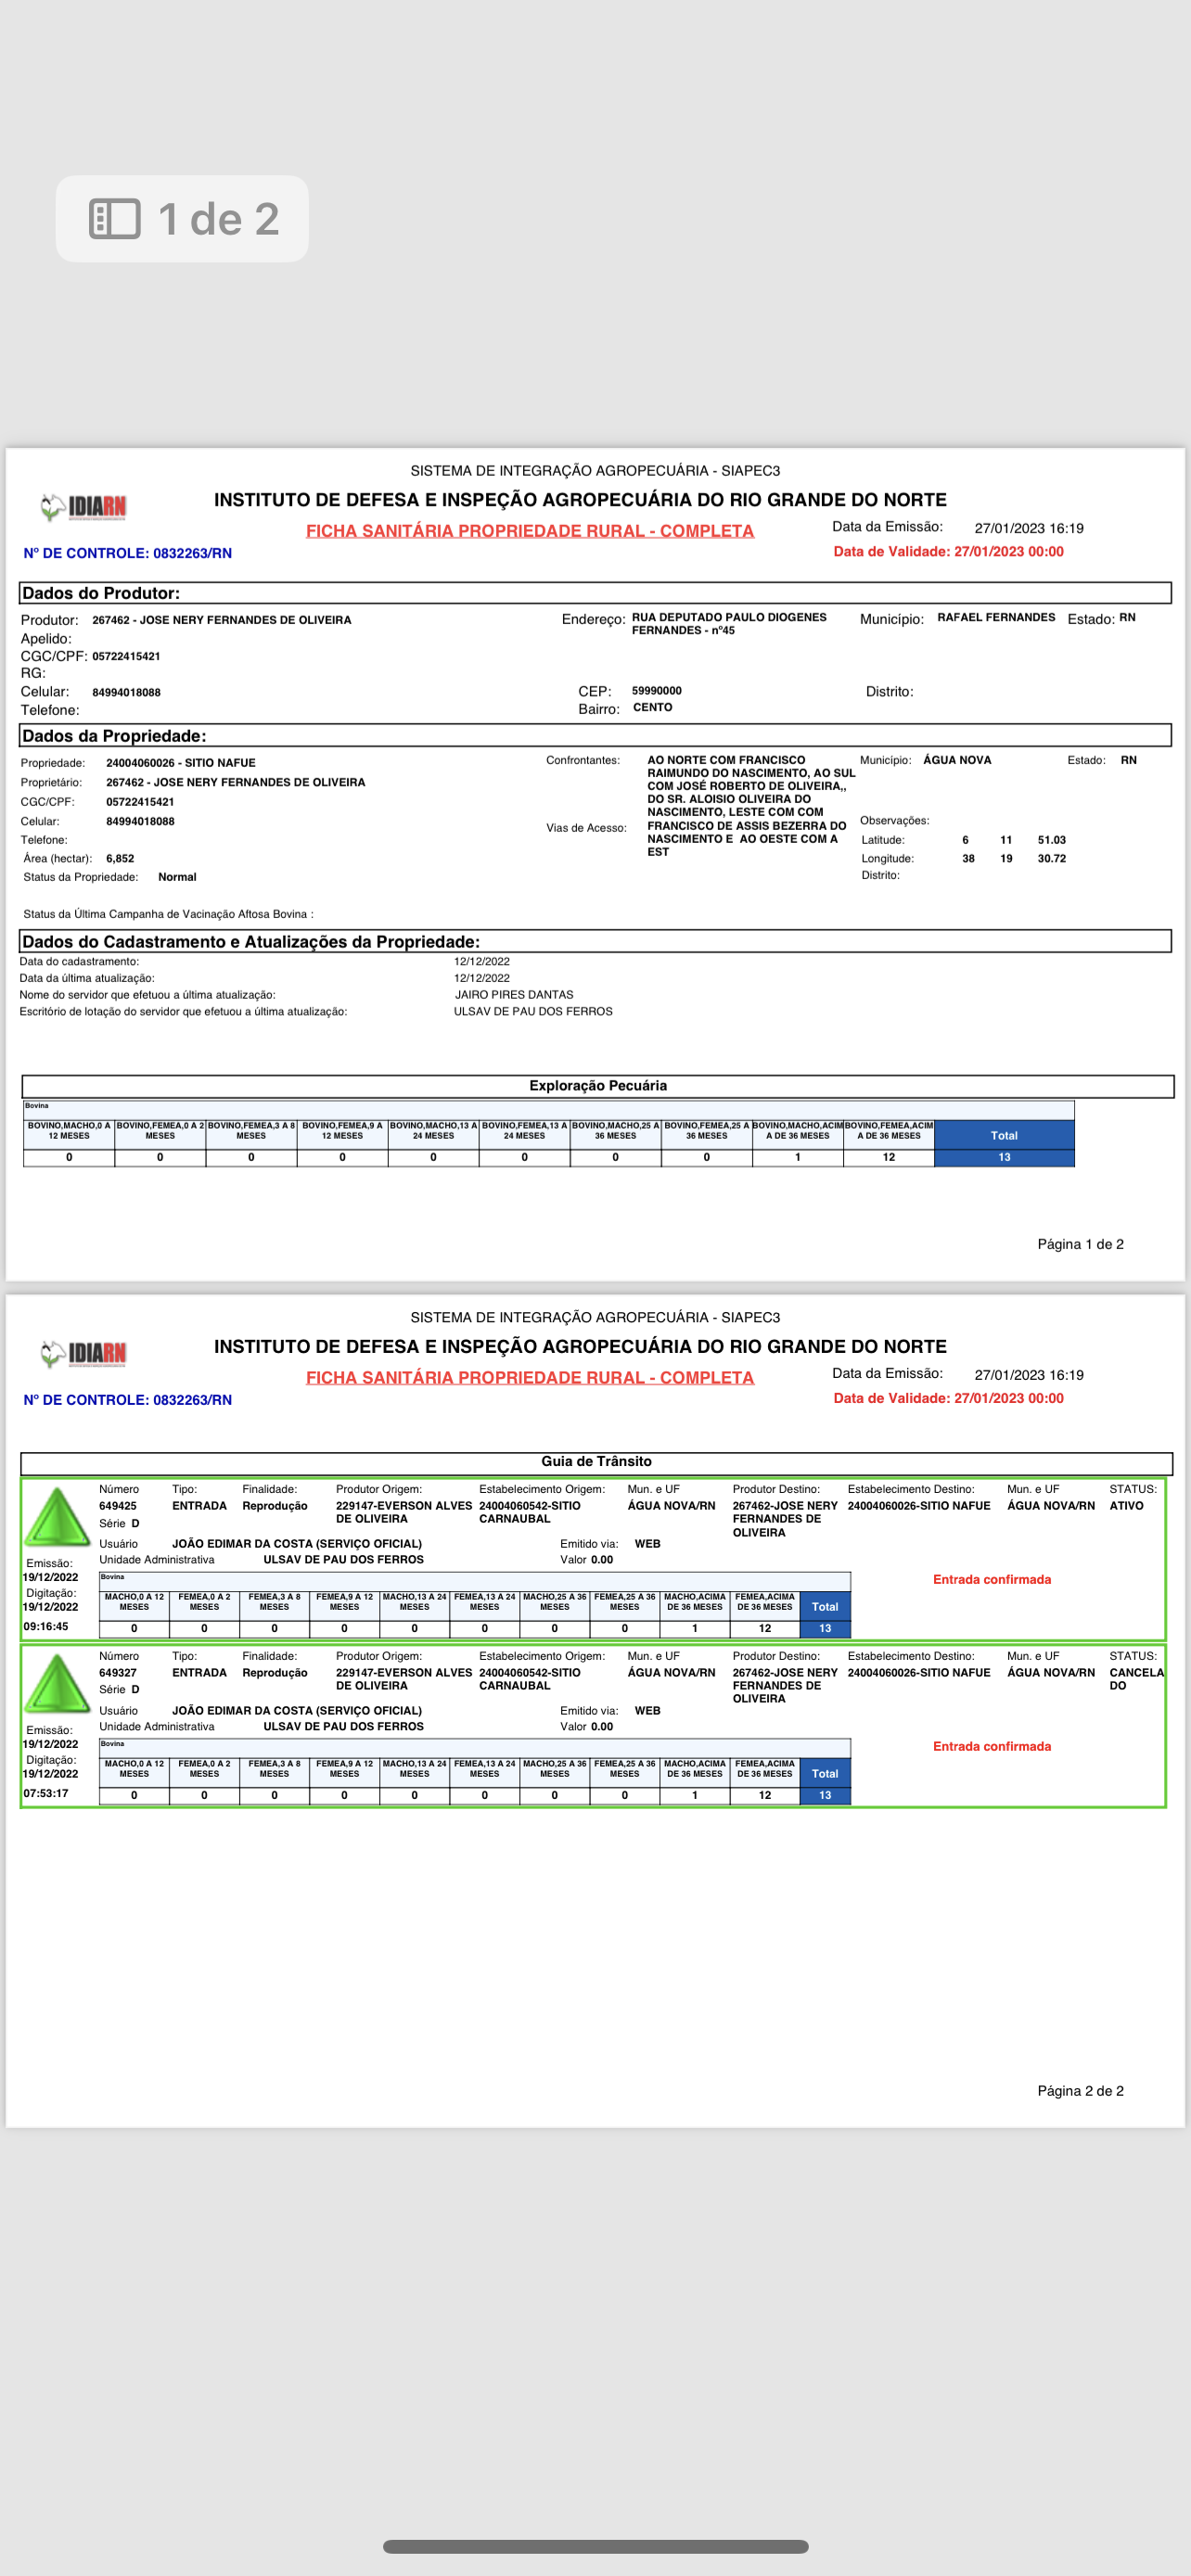 1 de 2
SISTEMA DE INTEGRAÇÃO AGROPECUÁRIA - SIAPEC3
IDIARN
INSTITUTO DE DEFESA E INSPEÇÃO AGROPECUÁRIA DO RIO GRANDE DO NORTE
FICHA SANITÁRIA PROPRIEDADE RURAL - COMPLETA
Data da Emissão: 27/01/2023 16:19
Nº DE CONTROLE: 0832263/RN
Data de Validade: 27/01/2023 00:00
Dados do Produtor:
Produtor: 267462 - JOSE NERY FERNANDES DE OLIVEIRA
Endereço: RUA DEPUTADO PAULO DIOGENES
FERNANDES - nº45
Município: RAFAEL FERNANDES Estado: RN
Apelido:
CGC/CPF: 05722415421
RG:
Celular: 84994018088 CEP: 59990000 Distrito:
Telefone: Bairro: CENTO
Dados da Propriedade:
Propriedade: 24004060026 - SITIO NAFUE
Proprietário: 267462 - JOSE NERY FERNANDES DE OLIVEIRA
CGC/CPF: 05722415421
Celular: 84994018088
Telefone:
Área (hectar): 6,852
Status da Propriedade: Normal
Confrontantes: AO NORTE COM FRANCISCO
RAIMUNDO DO NASCIMENTO, AO SUL
COM JOSÉ ROBERTO DE OLIVEIRA,,
DO SR. ALOISIO OLIVEIRA DO
NASCIMENTO, LESTE COM COM
FRANCISCO DE ASSIS BEZERRA DO
NASCIMENTO E AO OESTE COM A
EST
Vias de Acesso:
Município: ÁGUA NOVA Estado: RN
Observações:
Latitude: 6 11 51.03
Longitude: 38 19 30.72
Distrito:
Status da Última Campanha de Vacinação Aftosa Bovina :
Dados do Cadastramento e Atualizações da Propriedade:
Data do cadastramento: 12/12/2022
Data da última atualização: 12/12/2022
Nome do servidor que efetuou a última atualização: JAIRO PIRES DANTAS
Escritório de lotação do servidor que efetuou a última atualização: ULSAV DE PAU DOS FERROS
Exploração Pecuária
Bovina
BOVINO,MACHO,0 A BOVINO,FEMEA,0 A 2 BOVINO,FEMEA,3 A 8 BOVINO,FEMEA,9 A BOVINO,MACHO,13 A BOVINO,FEMEA,13 A BOVINO,MACHO,25 A BOVINO,FEMEA,25 A BOVINO,MACHO,ACIM BOVINO,FEMEA,ACIM
12 MESES MESES MESES 12 MESES 24 MESES 24 MESES 36 MESES 36 MESES A DE 36 MESES A DE 36 MESES Total
0 0 0 0 0 0 0 0 1 12 13
Página 1 de 2
SISTEMA DE INTEGRAÇÃO AGROPECUÁRIA - SIAPEC3
IDIARN
INSTITUTO DE DEFESA E INSPEÇÃO AGROPECUÁRIA DO RIO GRANDE DO NORTE
FICHA SANITÁRIA PROPRIEDADE RURAL - COMPLETA
Data da Emissão: 27/01/2023 16:19
Nº DE CONTROLE: 0832263/RN
Data de Validade: 27/01/2023 00:00
Guia de Trânsito
Número Tipo: Finalidade: Produtor Origem: Estabelecimento Origem: Mun. e UF Produtor Destino: Estabelecimento Destino: Mun. e UF STATUS:
649425 ENTRADA Reprodução 229147-EVERSON ALVES 24004060542-SITIO ÁGUA NOVA/RN 267462-JOSE NERY 24004060026-SITIO NAFUE ÁGUA NOVA/RN ATIVO
DE OLIVEIRA CARNAUBAL FERNANDES DE
Série D OLIVEIRA
Usuário JOÃO EDIMAR DA COSTA (SERVIÇO OFICIAL) Emitido via: WEB
Unidade Administrativa ULSAV DE PAU DOS FERROS Valor 0.00
Emissão:
19/12/2022
Digitação:
19/12/2022
09:16:45
Entrada confirmada
Bovina
MACHO,0 A 12 FEMEA,0 A 2 FEMEA,3 A 8 FEMEA,9 A 12 MACHO,13 A 24 FEMEA,13 A 24 MACHO,25 A 36 FEMEA,25 A 36 MACHO,ACIMA FEMEA,ACIMA
MESES MESES MESES MESES MESES MESES MESES MESES DE 36 MESES DE 36 MESES Total
0 0 0 0 0 0 0 0 1 12 13
Número Tipo: Finalidade: Produtor Origem: Estabelecimento Origem: Mun. e UF Produtor Destino: Estabelecimento Destino: Mun. e UF STATUS:
649327 ENTRADA Reprodução 229147-EVERSON ALVES 24004060542-SITIO ÁGUA NOVA/RN 267462-JOSE NERY 24004060026-SITIO NAFUE ÁGUA NOVA/RN CANCELA
DE OLIVEIRA CARNAUBAL FERNANDES DE DO
Série D OLIVEIRA
Usuário JOÃO EDIMAR DA COSTA (SERVIÇO OFICIAL) Emitido via: WEB
Unidade Administrativa ULSAV DE PAU DOS FERROS Valor 0.00
Emissão:
19/12/2022
Digitação:
19/12/2022
07:53:17
Entrada confirmada
Bovina
MACHO,0 A 12 FEMEA,0 A 2 FEMEA,3 A 8 FEMEA,9 A 12 MACHO,13 A 24 FEMEA,13 A 24 MACHO,25 A 36 FEMEA,25 A 36 MACHO,ACIMA FEMEA,ACIMA
MESES MESES MESES MESES MESES MESES MESES MESES DE 36 MESES DE 36 MESES Total
0 0 0 0 0 0 0 0 1 12 13
Página 2 de 2